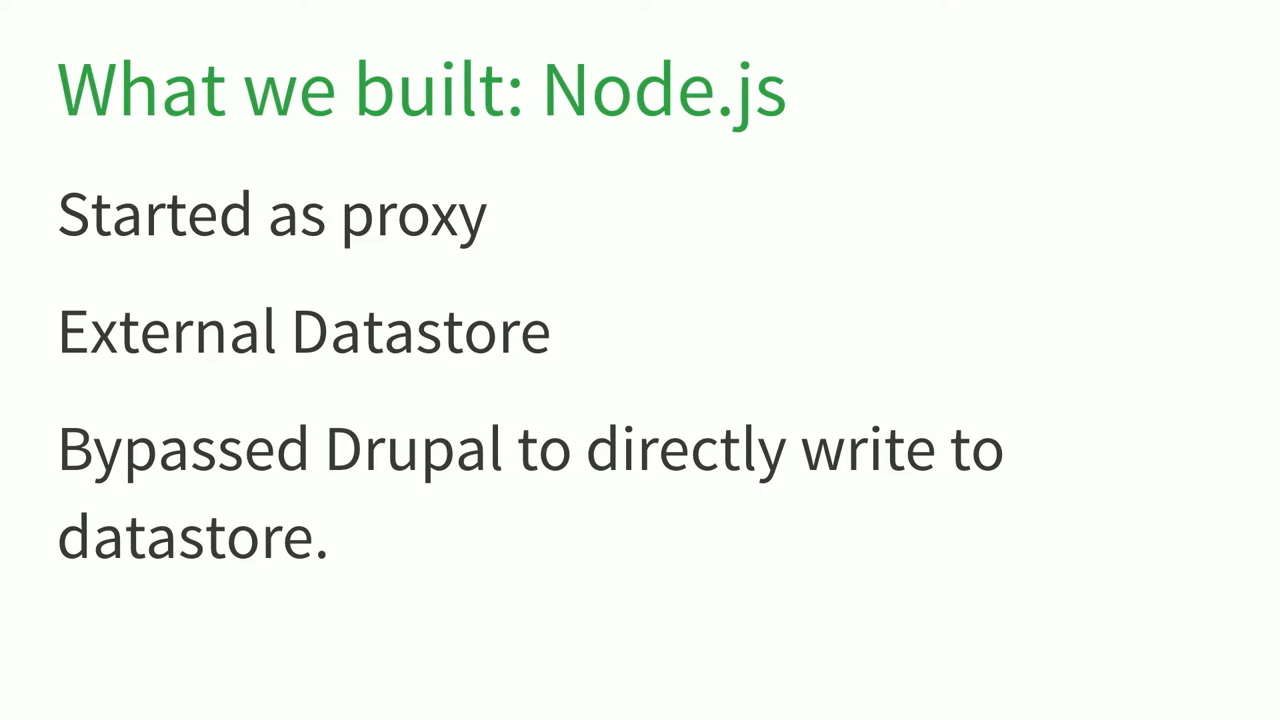 What we built: Node.js
Started as proxy
External Datastore
Bypassed Drupal to directly write to
datastore.